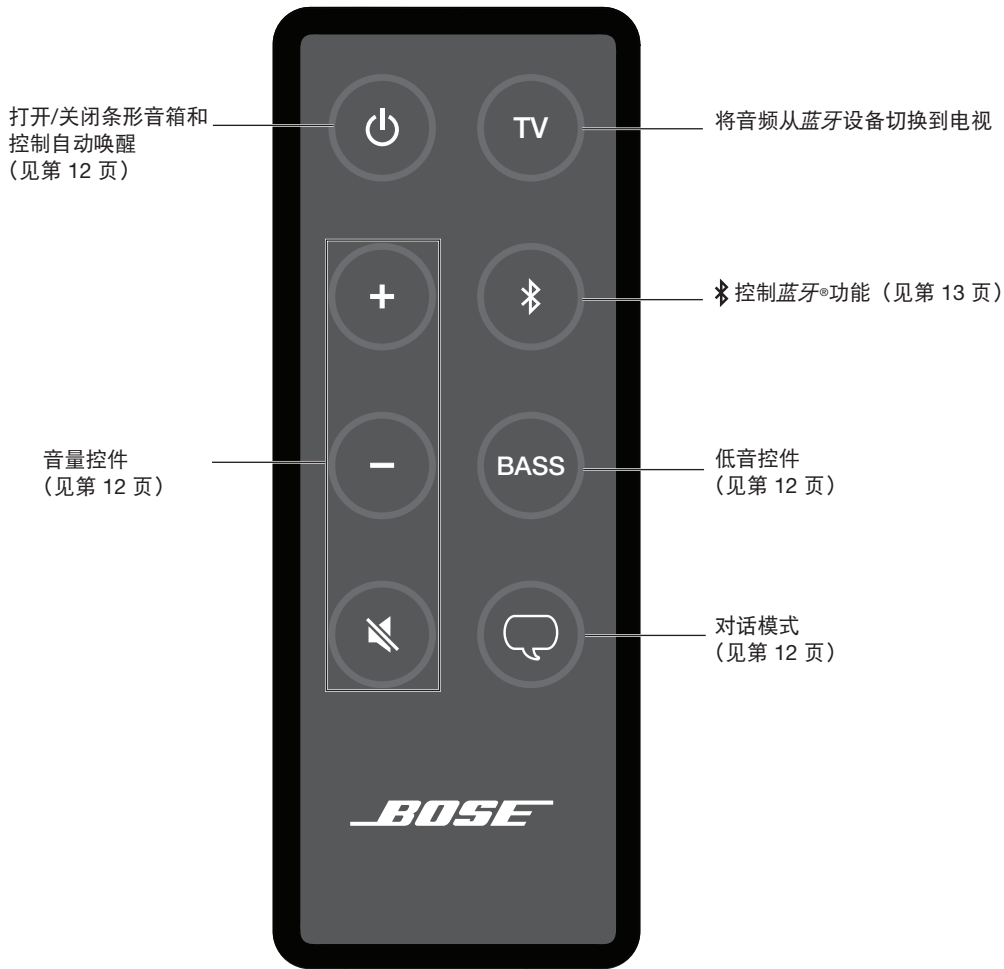 打开/关闭条形音箱和
控制自动唤醒
（见第 12 页）
TV
将音频从蓝牙设备切换到电视
控制蓝牙®功能（见第 13 页）
音量控件
（见第 12 页）
BASS
低音控件
（见第 12 页）
对话模式
（见第 12 页）
BOSE